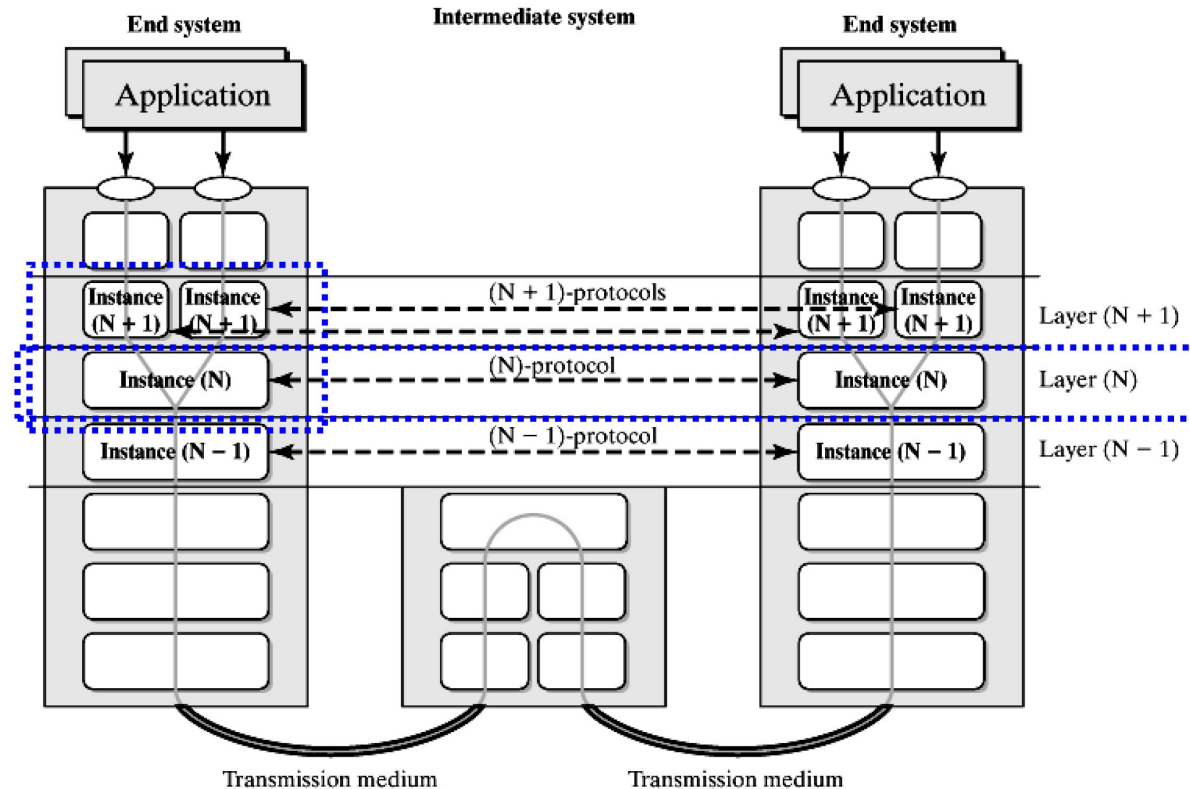 Intermediate system
End system
End system
Application
Application
Instance
(N + 1)
Instance
(N + 1)
(N + 1)-protocols
Instance
(N + 1)
Instance
(N + 1)
Layer (N + 1)
Instance (N)
(N)-protocol
Instance (N)
Layer (N)
Instance (N − 1)
(N − 1)-protocol
Instance (N − 1)
Layer (N − 1)
Transmission medium
Transmission medium